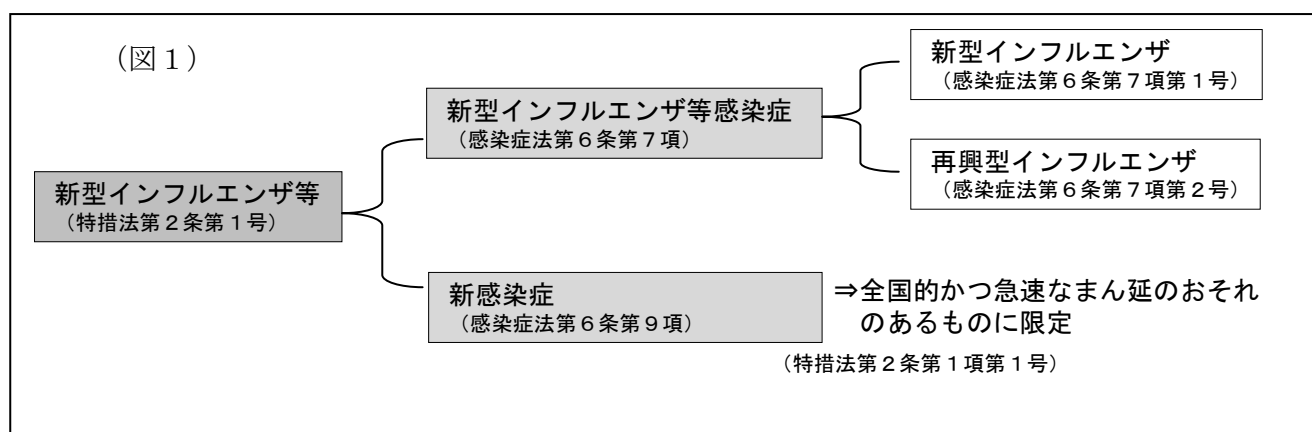 (図1)
新型インフルエンザ等
(特措法第2条第1号)
新型インフルエンザ等感染症
(感染症法第6条第7項)
新型インフルエンザ
(感染症法第6条第7項第1号)
再興型インフルエンザ
(感染症法第6条第7項第2号)
新感染症
(感染症法第6条第9項)
⇒全国的かつ急速なまん延のおそれ
のあるものに限定
(特措法第2条第1項第1号)